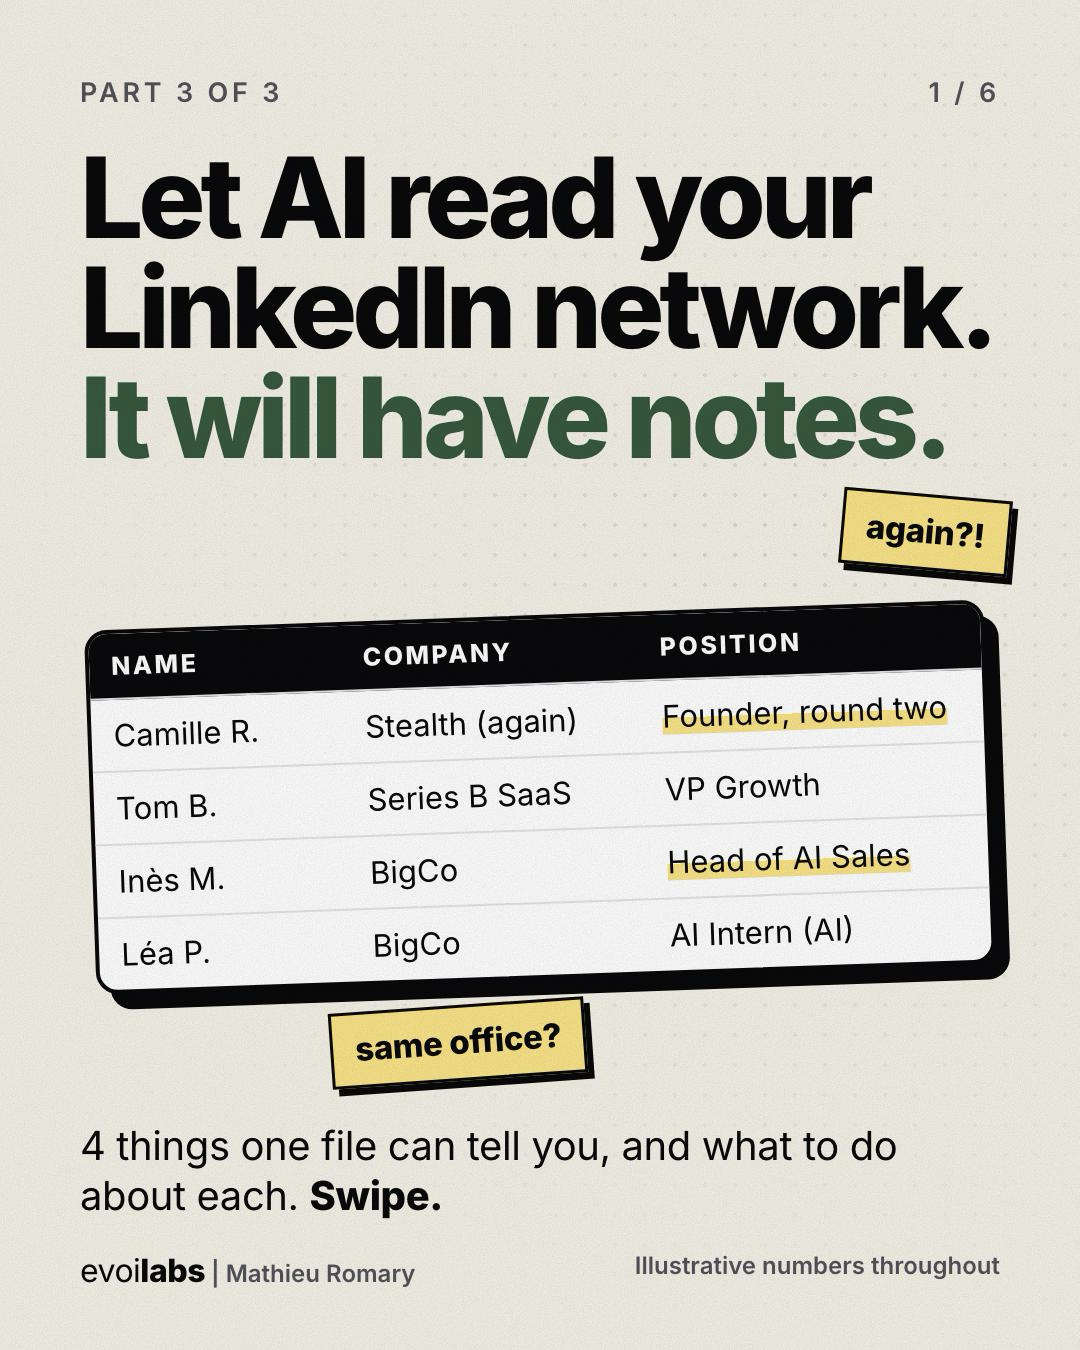 PART 3 OF 3
1 / 6
Let AI read your
LinkedIn network.
It will have notes.
again?!
NAME COMPANY POSITION
Camille R. Stealth (again) Founder, round two
Tom B. Series B SaaS VP Growth
Inès M. BigCo Head of AI Sales
Léa P. BigCo AI Intern (AI)
same office?
4 things one file can tell you, and what to do
about each. Swipe.
evoilabs | Mathieu Romary
Illustrative numbers throughout